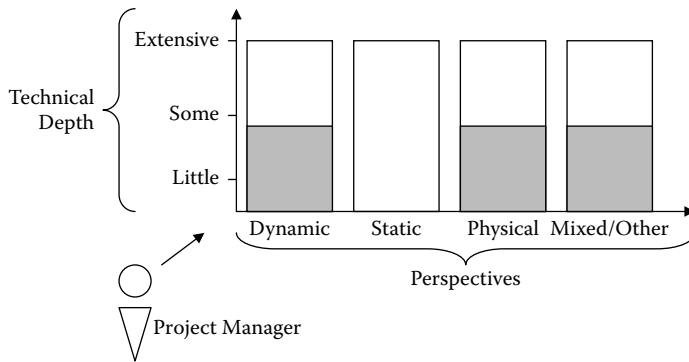 Extensive
Technical
Depth
Some
Little
Dynamic Static Physical Mixed/Other
Perspectives
Project Manager